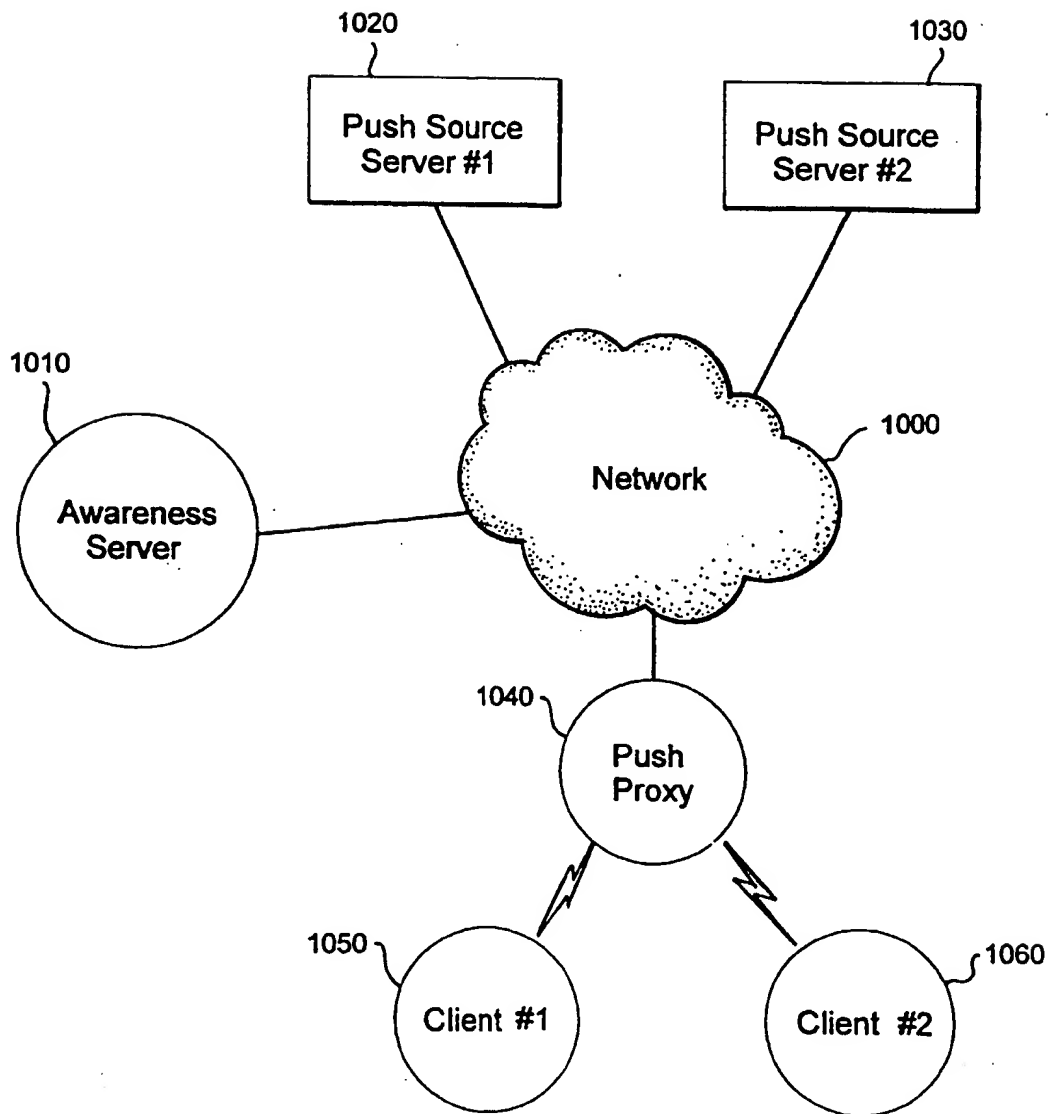 1020
1030
Push Source
Server #1
Push Source
Server #2
1010
1000
Network
Awareness
Server
1040
Push
Proxy
1050
1060
Client #1
Client #2